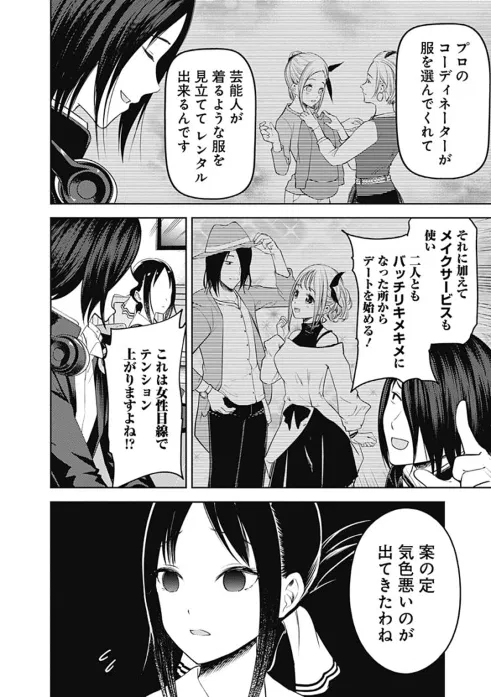 プロの
コーディネーターが
服を選んでくれて
芸能人が
着るような服を
見立ててレンタル
出来るんです
それに加えて
メイクサービスも
使い
二人とも
バッチリキメキメに
なった所から
デートを始める!
これは女性目線で
テンション
上がりますよね!?
案の定
気色悪いのが
出てきたわね